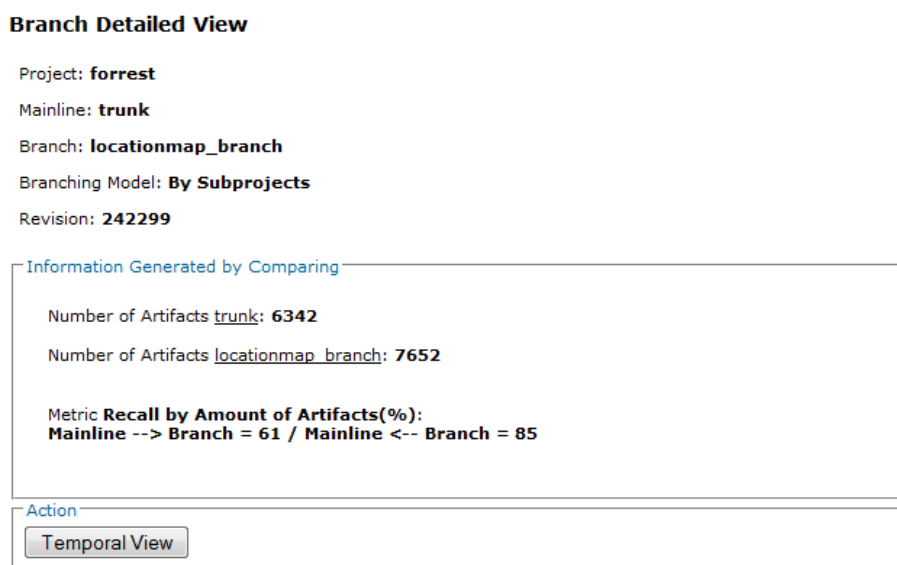 Branch Detailed View
Project: forrest
Mainline: trunk
Branch: locationmap_branch
Branching Model: By Subprojects
Revision: 242299
Information Generated by Comparing
Number of Artifacts trunk: 6342
Number of Artifacts locationmap_branch: 7652
Metric Recall by Amount of Artifacts(%):
Mainline --> Branch = 61 / Mainline <-- Branch = 85
Action
Temporal View